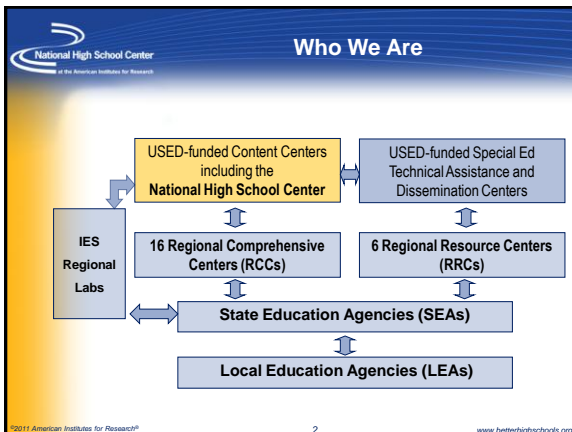 National High School Center
at the American Institutes for Research
Who We Are
USED-funded Content Centers
including the
National High School Center
USED-funded Special Ed
Technical Assistance and
Dissemination Centers
IES
Regional
Labs
16 Regional Comprehensive
Centers (RCCs)
6 Regional Resource Centers
(RRCs)
State Education Agencies (SEAs)
Local Education Agencies (LEAs)
©2011 American Institutes for Research®
2
www.betterhighschools.org